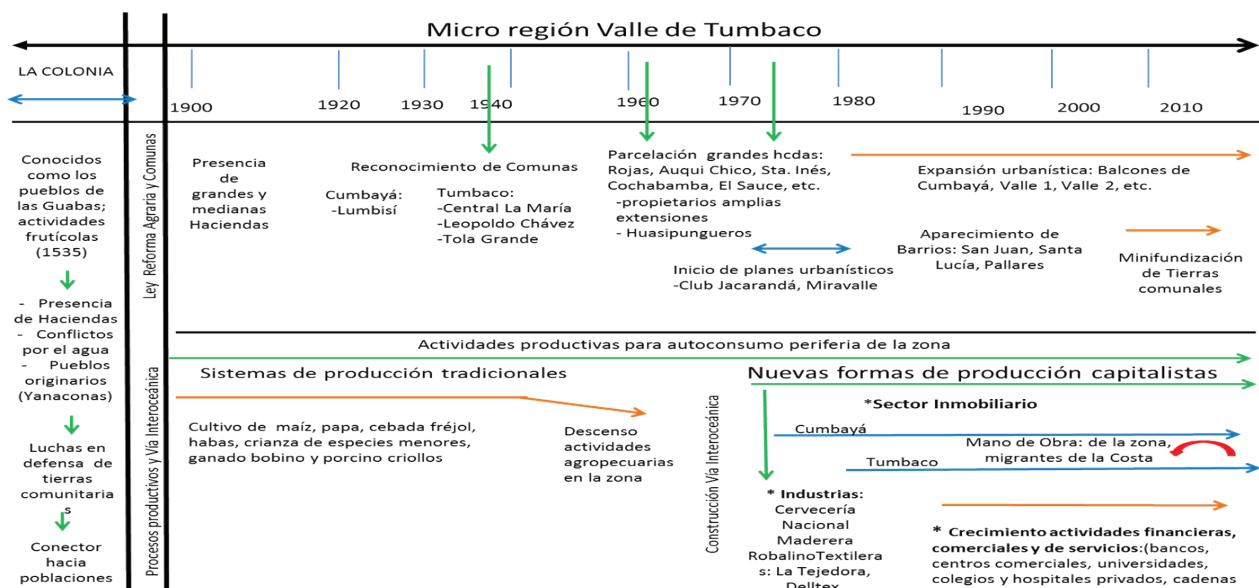 Micro región Valle de Tumbaco
LA COLONIA
1900
1920
1930
1940
1960
1970
1980
1990
2000
2010
Conocidos
como los
pueblos de
las Guabas;
actividades
frutícolas
(1535)
- Presencia
de Haciendas
- Conflictos
por el agua
- Pueblos
originarios
(Yanaconas)
Luchas en
defensa de
tierras
comunitaria
s
Conector
hacia
poblaciones
Ley Reforma Agraria y Comunas
Presencia
de
grandes y
medianas
Haciendas
Reconocimiento de Comunas
Cumbayá:
-Lumbisí
Tumbaco:
-Central La María
-Leopoldo Chávez
-Tola Grande
Parcelación grandes hcdas:
Rojas, Auqui Chico, Sta. Inés,
Cochabamba, El Sauce, etc.
-propietarios amplias
extensiones
- Huasipungueros
Inicio de planes urbanísticos
-Club Jacarandá, Miravalle
Expansión urbanística: Balcones de
Cumbayá, Valle 1, Valle 2, etc.
Aparecimiento de
Barrios: San Juan, Santa
Lucía, Pallares
Minifundización
de Tierras
comunales
Procesos productivos y Vía Interoceánica
Actividades productivas para autoconsumo periferia de la zona
Sistemas de producción tradicionales
Cultivo de maíz, papa, cebada fréjol,
habas, crianza de especies menores,
ganado bobino y porcino criollos
Descenso
actividades
agropecuarias
en la zona
Construcción Vía Interoceánica
Nuevas formas de producción capitalistas
*Sector Inmobiliario
Cumbayá
Mano de Obra: de la zona,
migrantes de la Costa
Tumbaco
* Industrias:
Cervecería
Nacional
Maderera
RobalinoTextilera
s: La Tejedora,
Delltex
* Crecimiento actividades financieras,
comerciales y de servicios:(bancos,
centros comerciales, universidades,
colegios y hospitales privados, cadenas